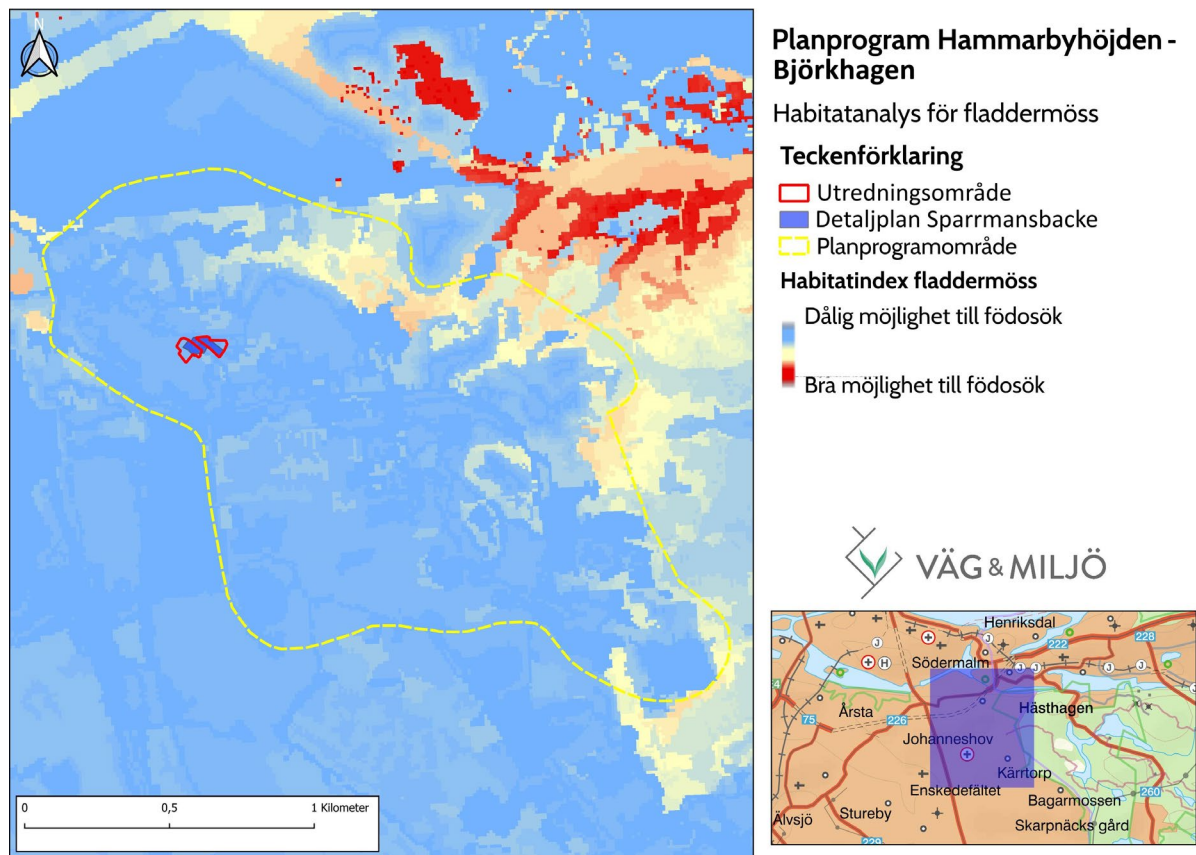 N
Planprogram Hammarbyhöjden -
Björkhagen
Habitatanalys för fladdermöss
Teckenförklaring
Utredningsområde
Detaljplan Sparrmansbacke
Planprogramområde
Habitatindex fladdermöss
Dålig möjlighet till födosök
Bra möjlighet till födosök
VÄG & MILJÖ
0 0,5 1 Kilometer
Henriksdal
228
222
J
J
H
Södermalm
J J
J
J
J
4
Årsta
Hästhagen
75
226
Johanneshov
Kärrtorp
Enskedefältet
260
Bagarmossen
Älvsjö
Stureby
Skarpnäcks gård
229